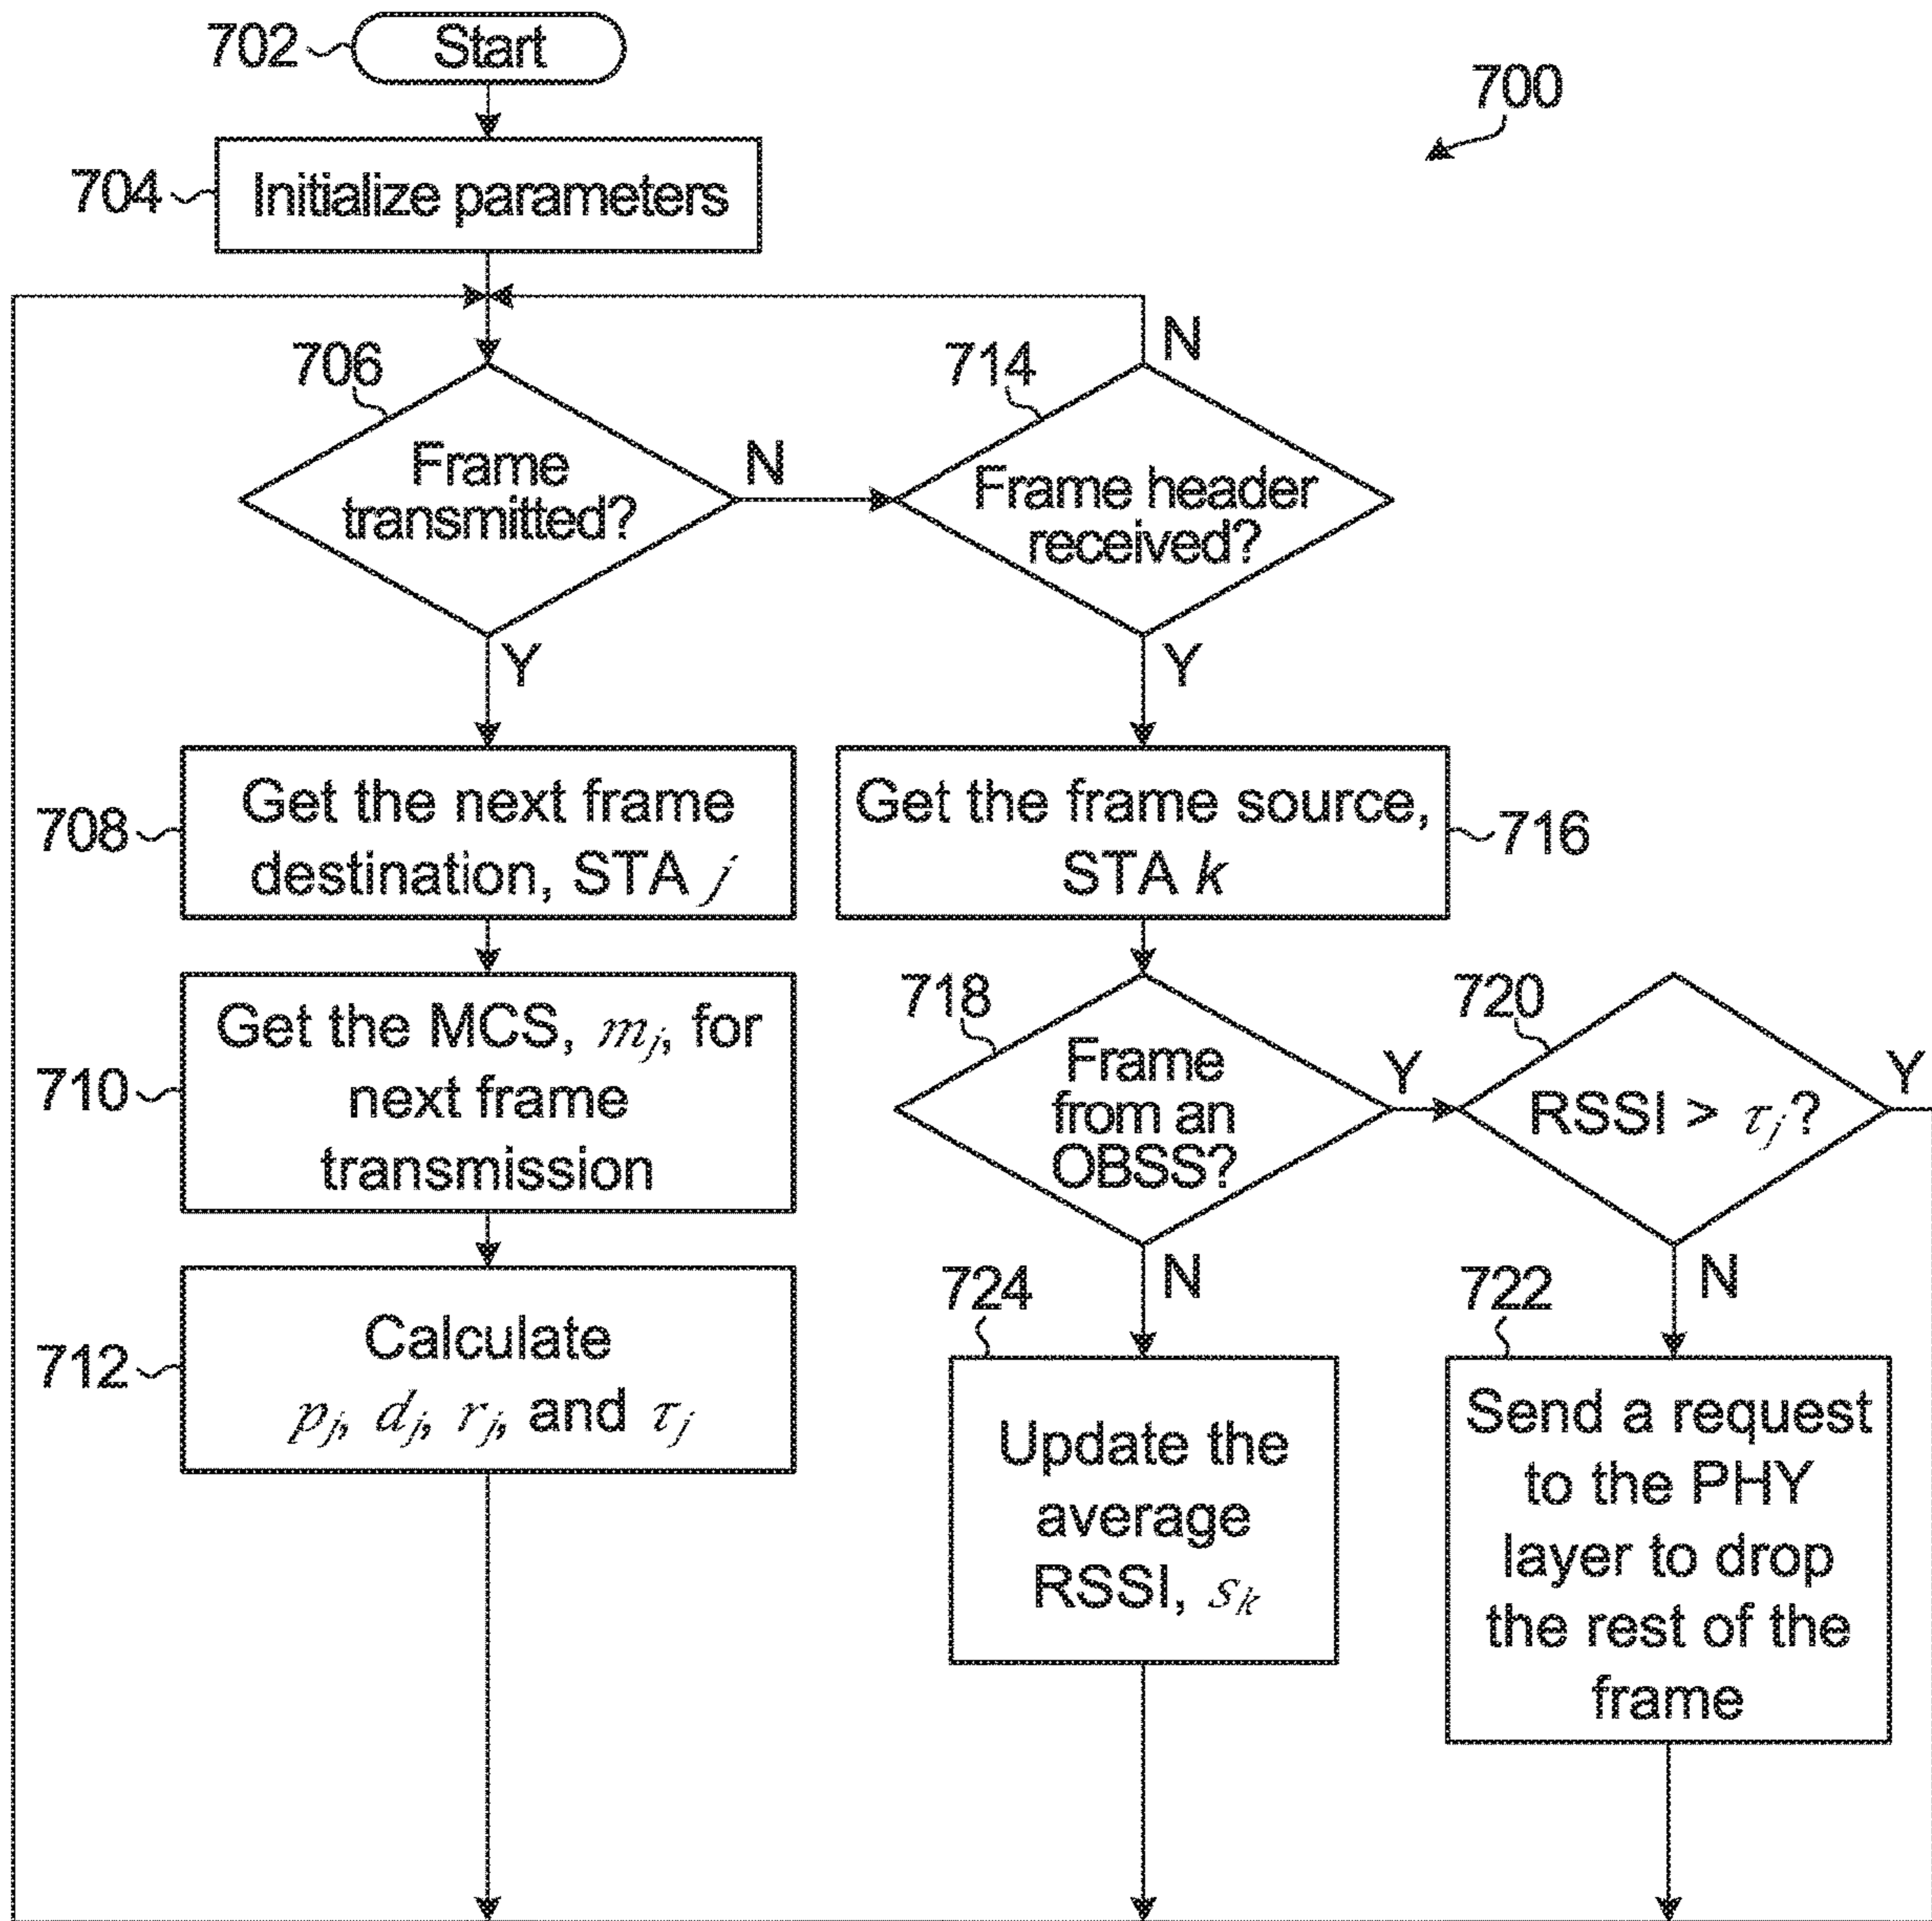 702
Start
700
704
Initialize parameters
706
Frame
transmitted?
N
Y
714
Frame header
received?
N
Y
708
Get the next frame
destination, STA j
716
Get the frame source,
STA k
710
Get the MCS, mj, for
next frame
transmission
718
Frame
from an
OBSS?
Y
N
720
RSSI > τj?
Y
N
712
Calculate
pj, dj, rj, and τj
724
Update the
average
RSSI, sk
722
Send a request
to the PHY
layer to drop
the rest of the
frame